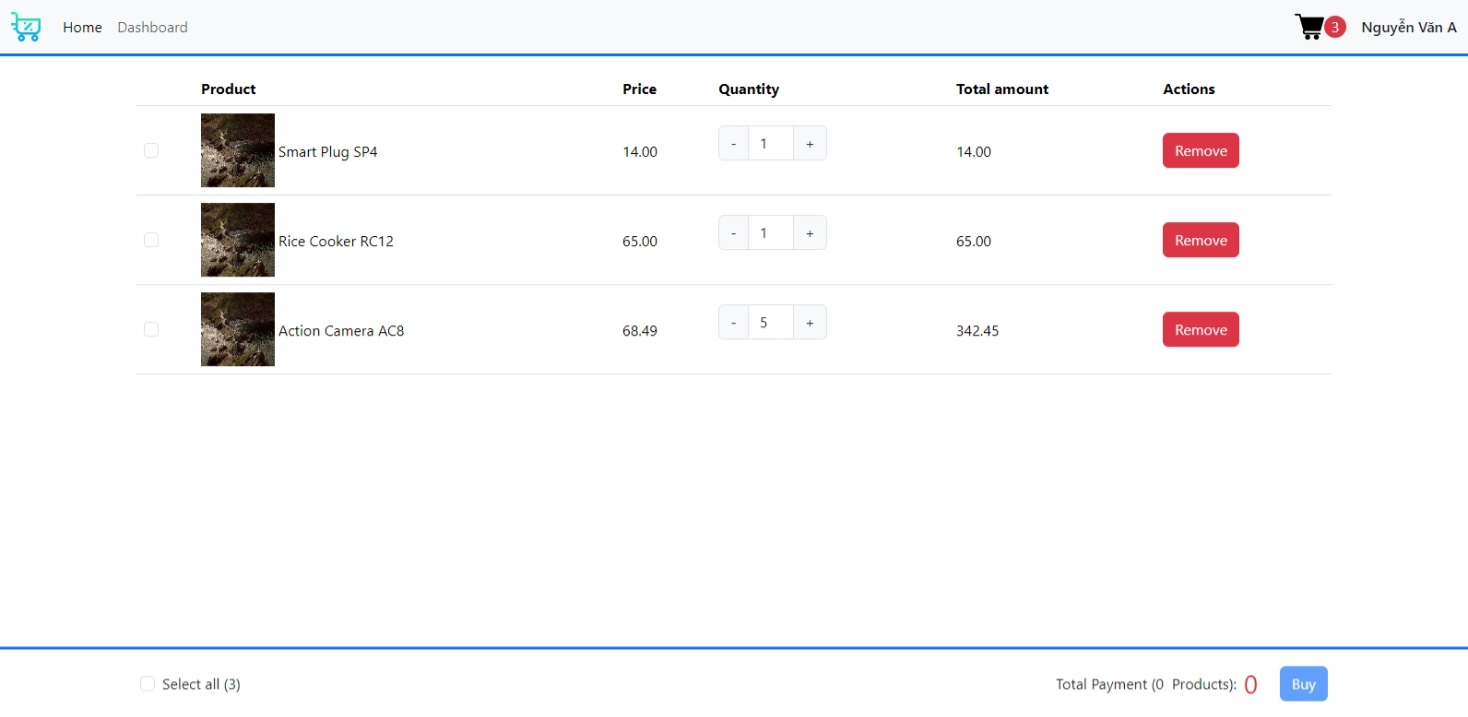 Home Dashboard 3 Nguyễn Văn A
Product Price Quantity Total amount Actions
Smart Plug SP4 14.00 - 1 + 14.00 Remove
Rice Cooker RC12 65.00 - 1 + 65.00 Remove
Action Camera AC8 68.49 - 5 + 342.45 Remove
Select all (3) Total Payment (0 Products): 0 Buy